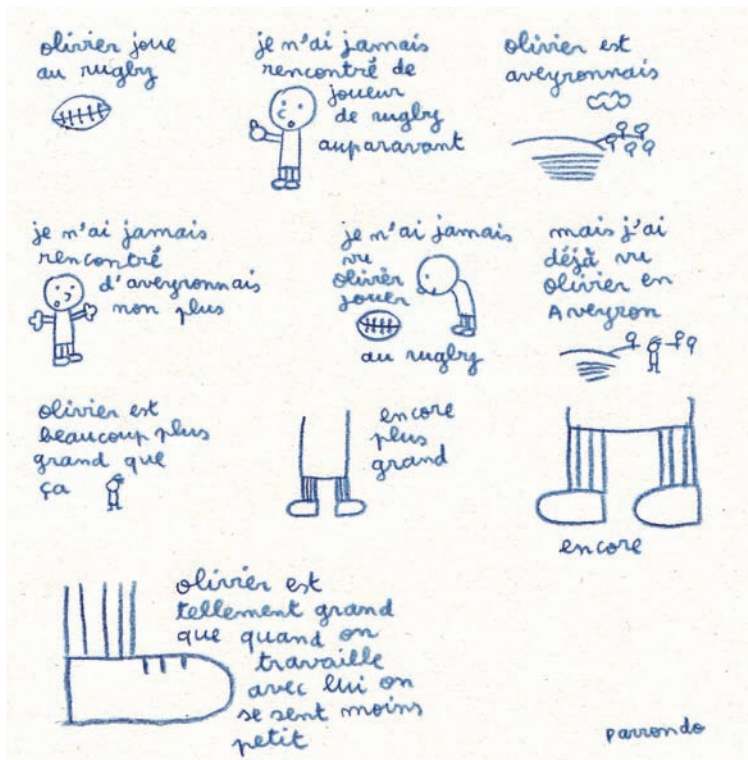 olivier joue
au rugby
je n'ai jamais
rencontré de
joueur
de rugby
auparavant
olivier est
aveyronnais
je n'ai jamais
rencontré
d'aveyronnais
non plus
je n'ai jamais
vu
olivier
jouer
au rugby
mais j'ai
déjà vu
olivier en
Aveyron
olivier est
beaucoup plus
grand que
ça
encore
plus
grand
encore
olivier est
tellement grand
que quand on
travaille
avec lui on
se sent moins
petit
parrondo